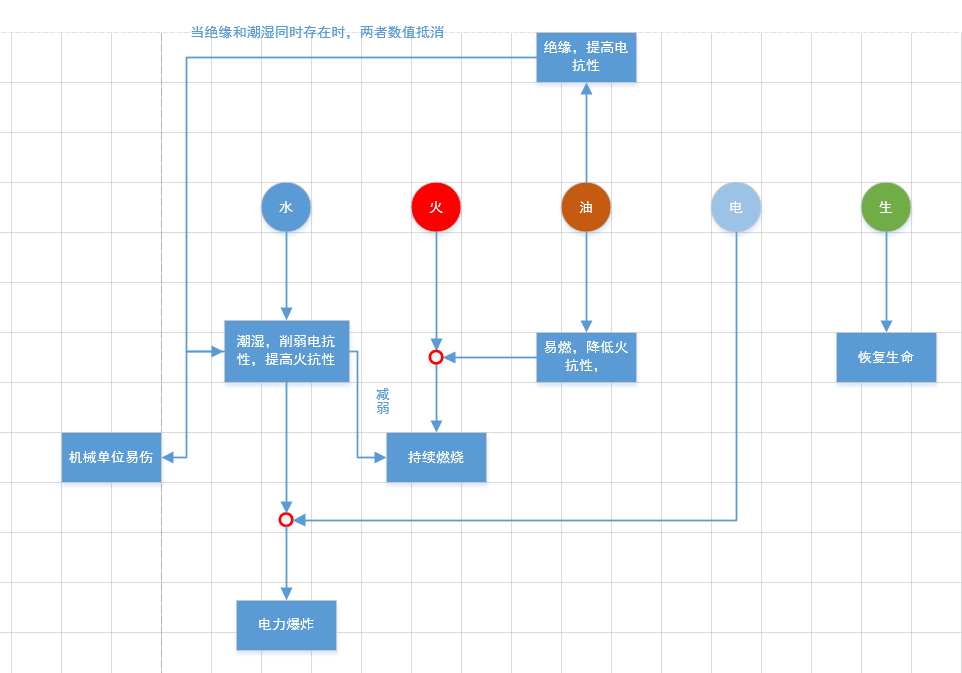 当绝缘和潮湿同时存在时，两者数值抵消
绝缘，提高电
抗性
水
火
油
电
生
潮湿，削弱电抗
性，提高火抗性
易燃，降低火
抗性，
恢复生命
减
弱
机械单位易伤
持续燃烧
电力爆炸